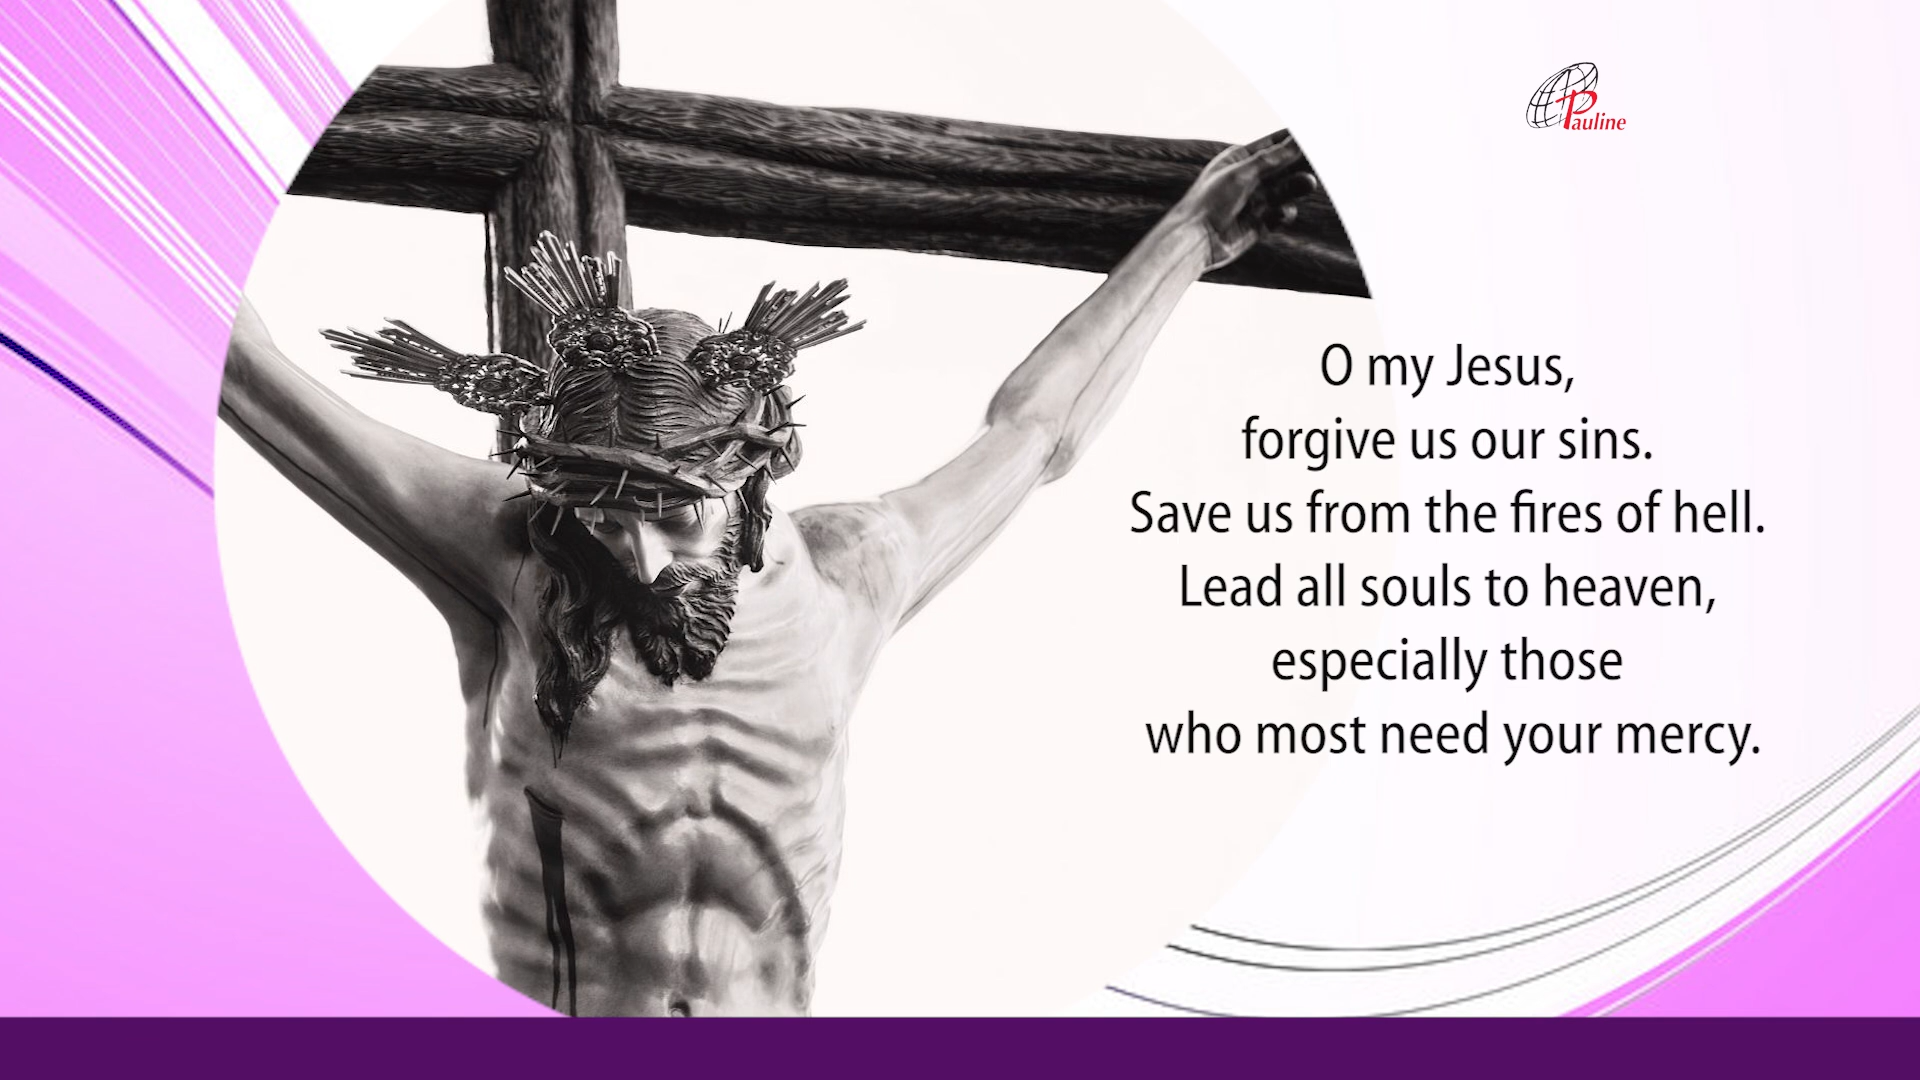 Pauline
O my Jesus,
forgive us our sins.
Save us from the fires of hell.
Lead all souls to heaven,
especially those
who most need your mercy.